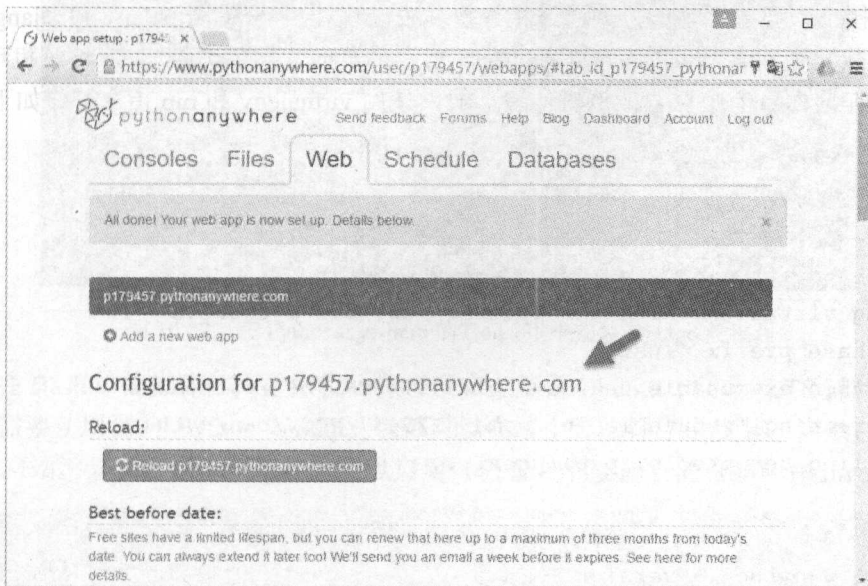 Web app setup : p17945
https://www.pythonanywhere.com/user/p179457/webapps/#tab_id_p179457_pythonar
pythonanywhere
Send feedback Forums Help Blog Dashboard Account Log out
Consoles Files Web Schedule Databases
All done! Your web app is now set up. Details below.
p179457.pythonanywhere.com
Add a new web app
Configuration for p179457.pythonanywhere.com
Reload:
Reload p179457.pythonanywhere.com
Best before date:
Free sites have a limited lifespan, but you can renew that here up to a maximum of three months from today's
date. You can always extend it later too! We'll send you an email a week before it expires. See here for more
details.